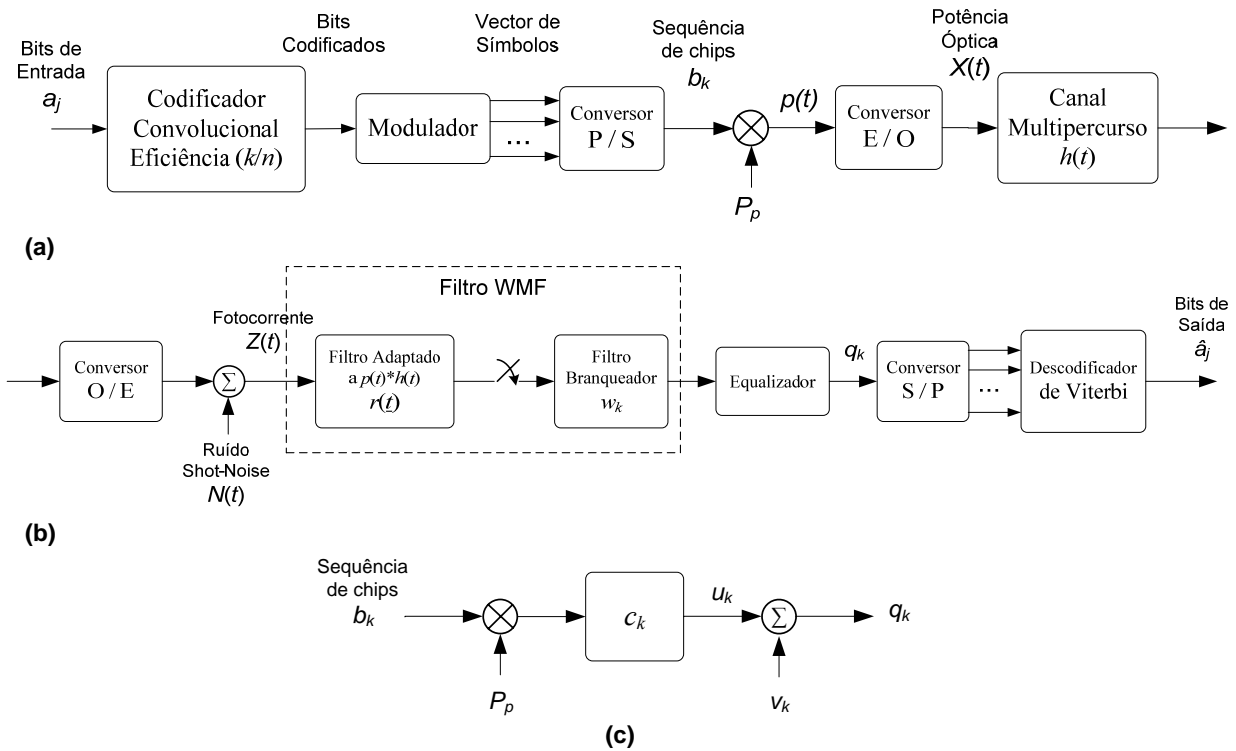 Bits de
Entrada
aj
Codificador
Convolucional
Eficiência (k/n)
Bits
Codificados
Modulador
Vector de
Símbolos
...
Conversor
P / S
Sequência
de chips
bk
Pp
p(t)
Conversor
E / O
Potência
Óptica
X(t)
Canal
Multipercurso
h(t)
(a)
Conversor
O / E
Σ
Ruído
Shot-Noise
N(t)
Fotocorrente
Z(t)
Filtro WMF
Filtro Adaptado
a p(t)*h(t)
r(t)
Filtro
Branqueador
wk
Equalizador
qk
Conversor
S / P
...
Descodificador
de Viterbi
Bits de
Saída
âj
(b)
Sequência
de chips
bk
Pp
ck
uk
Σ
vk
qk
(c)